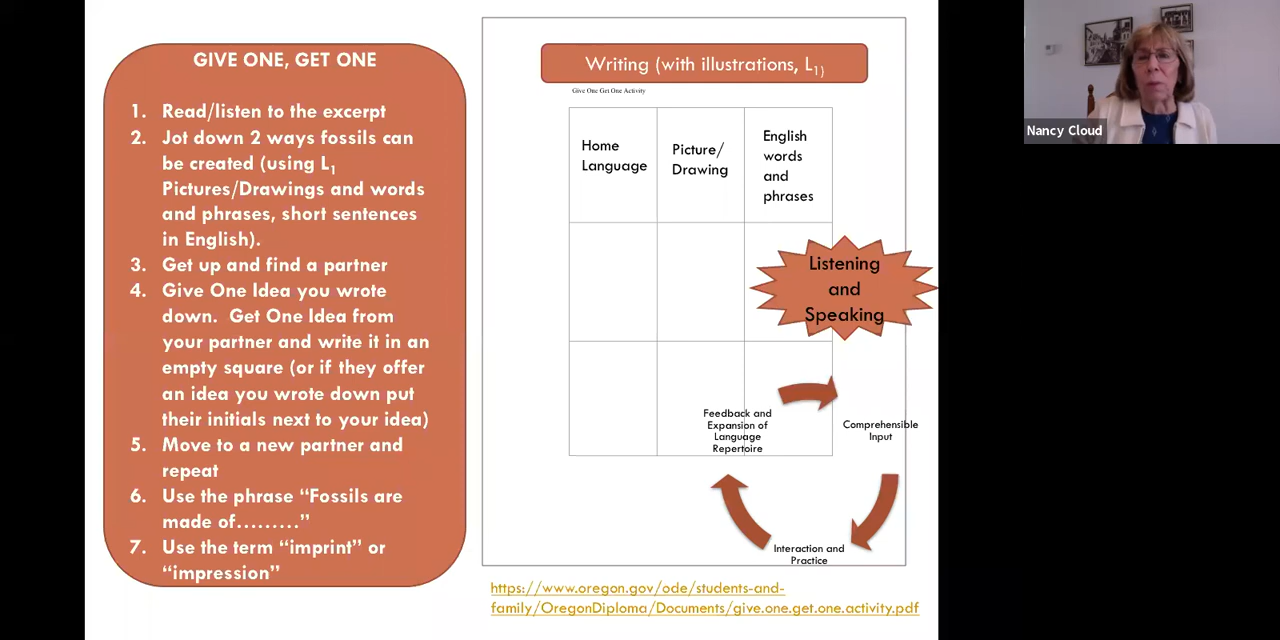 GIVE ONE, GET ONE
1. Read/listen to the excerpt
2. Jot down 2 ways fossils can
be created (using L1
Pictures/Drawings and words
and phrases, short sentences
in English).
3. Get up and find a partner
4. Give One Idea you wrote
down. Get One Idea from
your partner and write it in an
empty square (or if they offer
an idea you wrote down put
their initials next to your idea)
5. Move to a new partner and
repeat
6. Use the phrase “Fossils are
made of.........”
7. Use the term “imprint” or
“impression”
Writing (with illustrations, L1)
Give One Get One Activity
Home
Language
Picture/
Drawing
English
words
and
phrases
Listening
and
Speaking
Feedback and
Expansion of
Language
Repertoire
Comprehensible
Input
Interaction and
Practice
https://www.oregon.gov/ode/students-and-
family/OregonDiploma/Documents/give.one.get.one.activity.pdf
Nancy Cloud